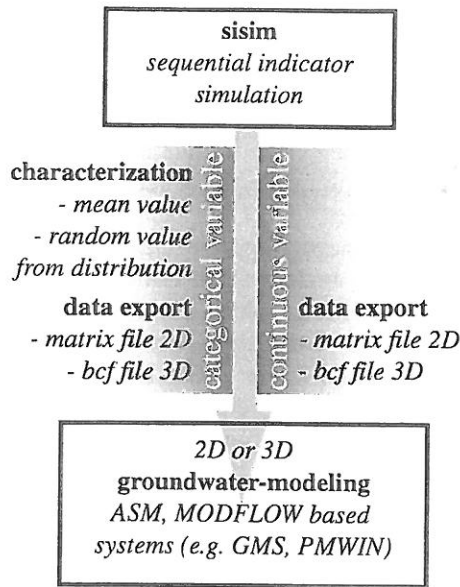 sisim
sequential indicator
simulation
characterization
- mean value
- random value
from distribution
data export
- matrix file 2D
- bcf file 3D
categorical variable
continuous variable
data export
- matrix file 2D
- bcf file 3D
2D or 3D
groundwater-modeling
ASM, MODFLOW based
systems (e.g. GMS, PMWIN)